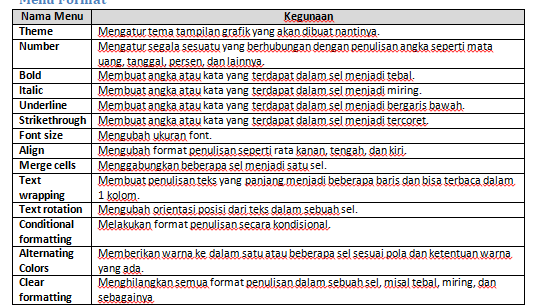 Menu Format
Nama Menu Kegunaan
Theme Mengatur tema tampilan grafik yang akan dibuat nantinya.
Number Mengatur segala sesuatu yang berhubungan dengan penulisan angka seperti mata
uang, tanggal, persen, dan lainnya.
Bold Membuat angka atau kata yang terdapat dalam sel menjadi tebal.
Italic Membuat angka atau kata yang terdapat dalam sel menjadi miring.
Underline Membuat angka atau kata yang terdapat dalam sel menjadi bergaris bawah.
Strikethrough Membuat angka atau kata yang terdapat dalam sel menjadi tercoret.
Font size Mengubah ukuran font.
Align Mengubah format penulisan seperti rata kanan, tengah, dan kiri.
Merge cells Menggabungkan beberapa sel menjadi satu sel.
Text Membuat penulisan teks yang panjang menjadi beberapa baris dan bisa terbaca dalam
wrapping 1 kolom.
Text rotation Mengubah orientasi posisi dari teks dalam sebuah sel.
Conditional Melakukan format penulisan secara kondisional.
formatting
Alternating Memberikan warna ke dalam satu atau beberapa sel sesuai pola dan ketentuan warna
Colors yang ada.
Clear Menghilangkan semua format penulisan dalam sebuah sel, misal tebal, miring, dan
formatting sebagainya